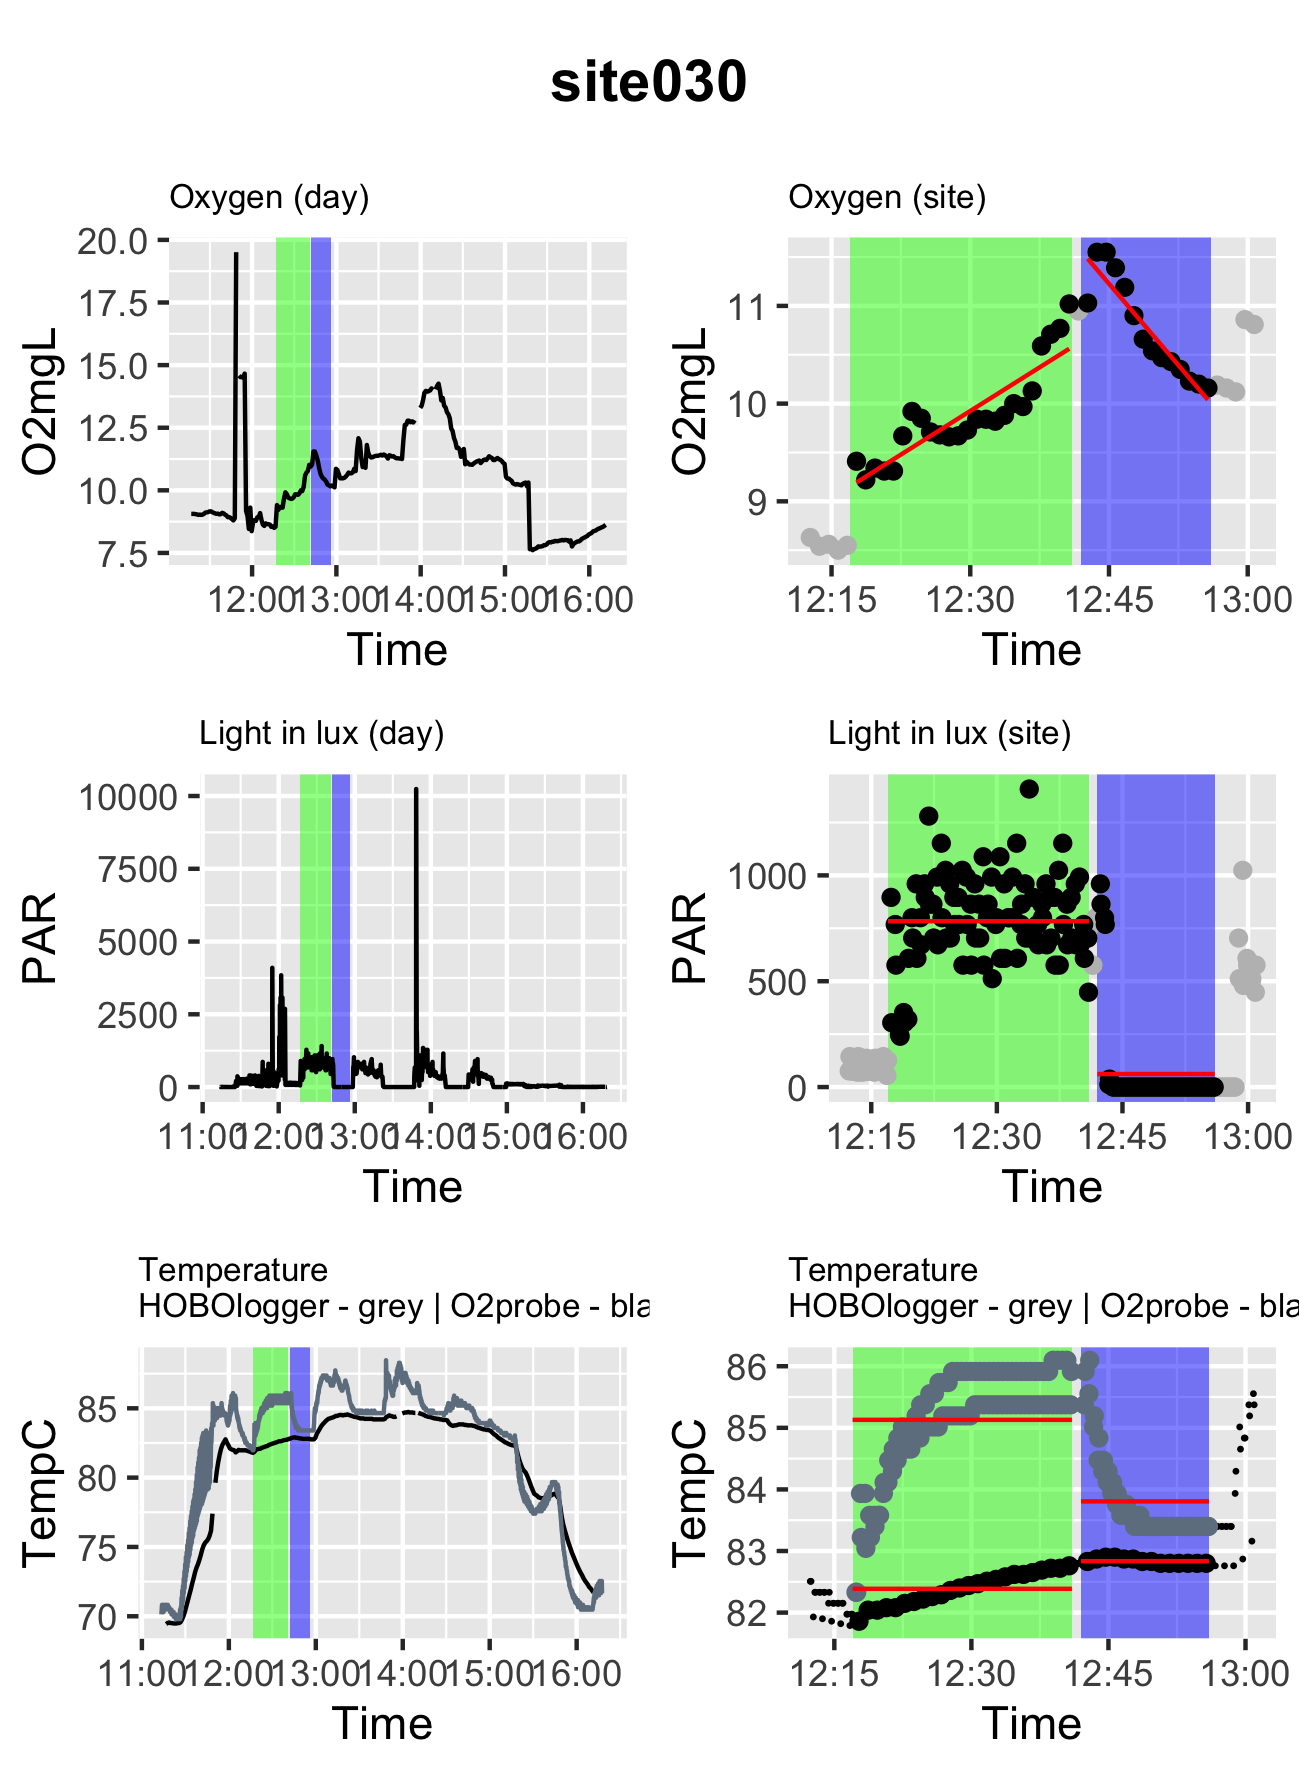 site030
Oxygen (day)
20.0
17.5
15.0
12.5
10.0
7.5
O2mgL
12:00 13:00 14:00 15:00 16:00
Time
Oxygen (site)
11
10
9
O2mgL
12:15 12:30 12:45 13:00
Time
Light in lux (day)
10000
7500
5000
2500
0
PAR
11:00 12:00 13:00 14:00 15:00 16:00
Time
Light in lux (site)
1000
500
0
PAR
12:15 12:30 12:45 13:00
Time
Temperature
HOBOlogger - grey | O2probe - bla
85
80
75
70
TempC
11:00 12:00 13:00 14:00 15:00 16:00
Time
Temperature
HOBOlogger - grey | O2probe - bla
86
85
84
83
82
TempC
12:15 12:30 12:45 13:00
Time